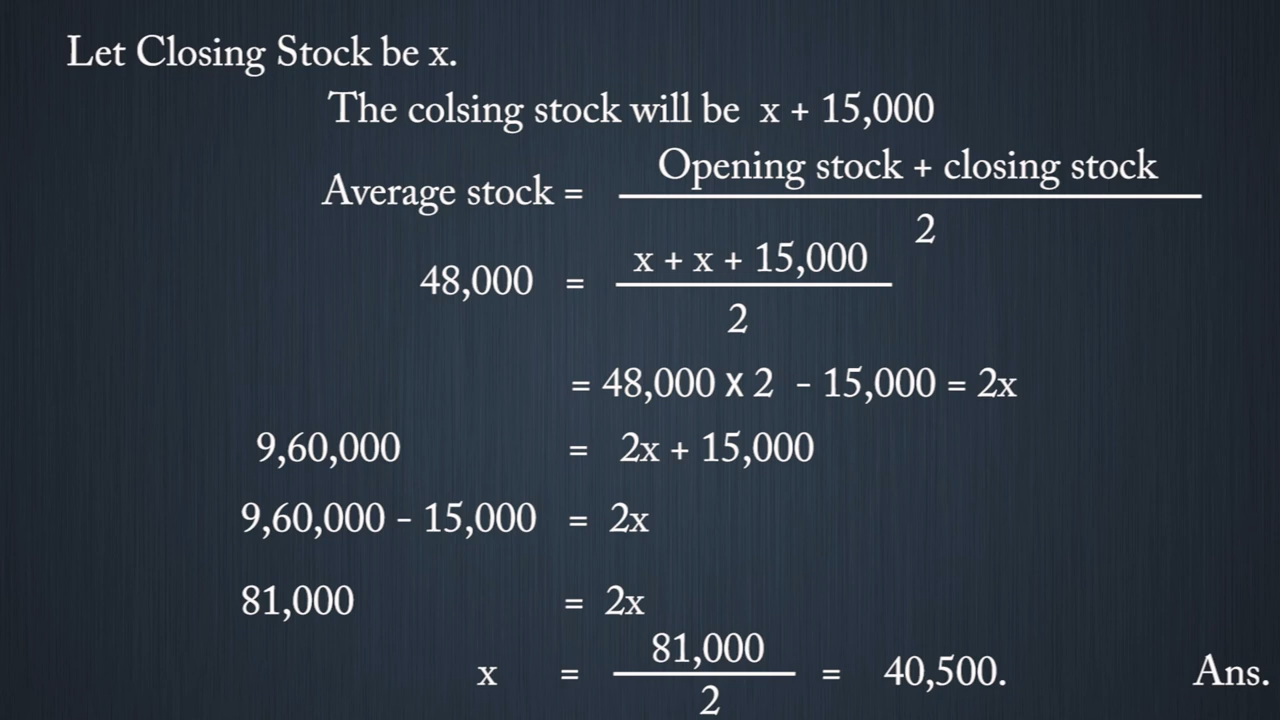 Let Closing Stock be x.
The colsing stock will be x + 15,000
Average stock = Opening stock + closing stock
2
48,000 = x + x + 15,000
2
= 48,000 x 2 - 15,000 = 2x
9,60,000 = 2x + 15,000
9,60,000 - 15,000 = 2x
81,000 = 2x
x = 81,000 = 40,500. Ans.
2